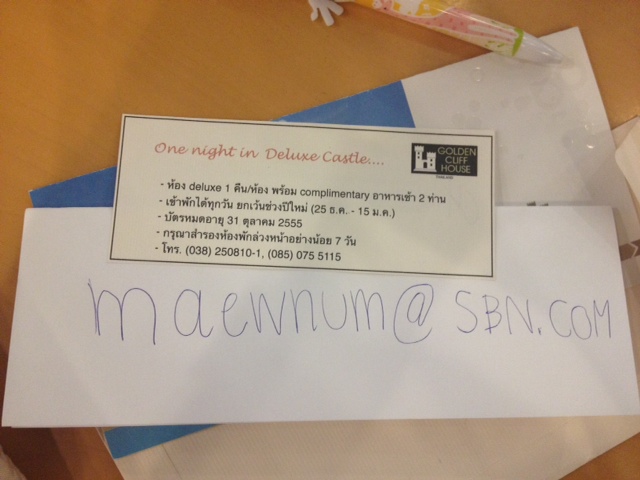 One night in Deluxe Castle....
GOLDEN
CLIFF
HOUSE
- ห้อง deluxe 1 คืน/ห้อง พร้อม complimentary อาหารเช้า 2 ท่าน
- เข้าพักได้ทุกวัน ยกเว้นช่วงปีใหม่ (25 ธ.ค. - 15 ม.ค.)
- บัตรหมดอายุ 31 ตุลาคม 2555
- กรุณาสำรองห้องพักล่วงหน้าอย่างน้อย 7 วัน
- โทร. (038) 250810-1, (085) 075 5115
maewnum@SBN.COM